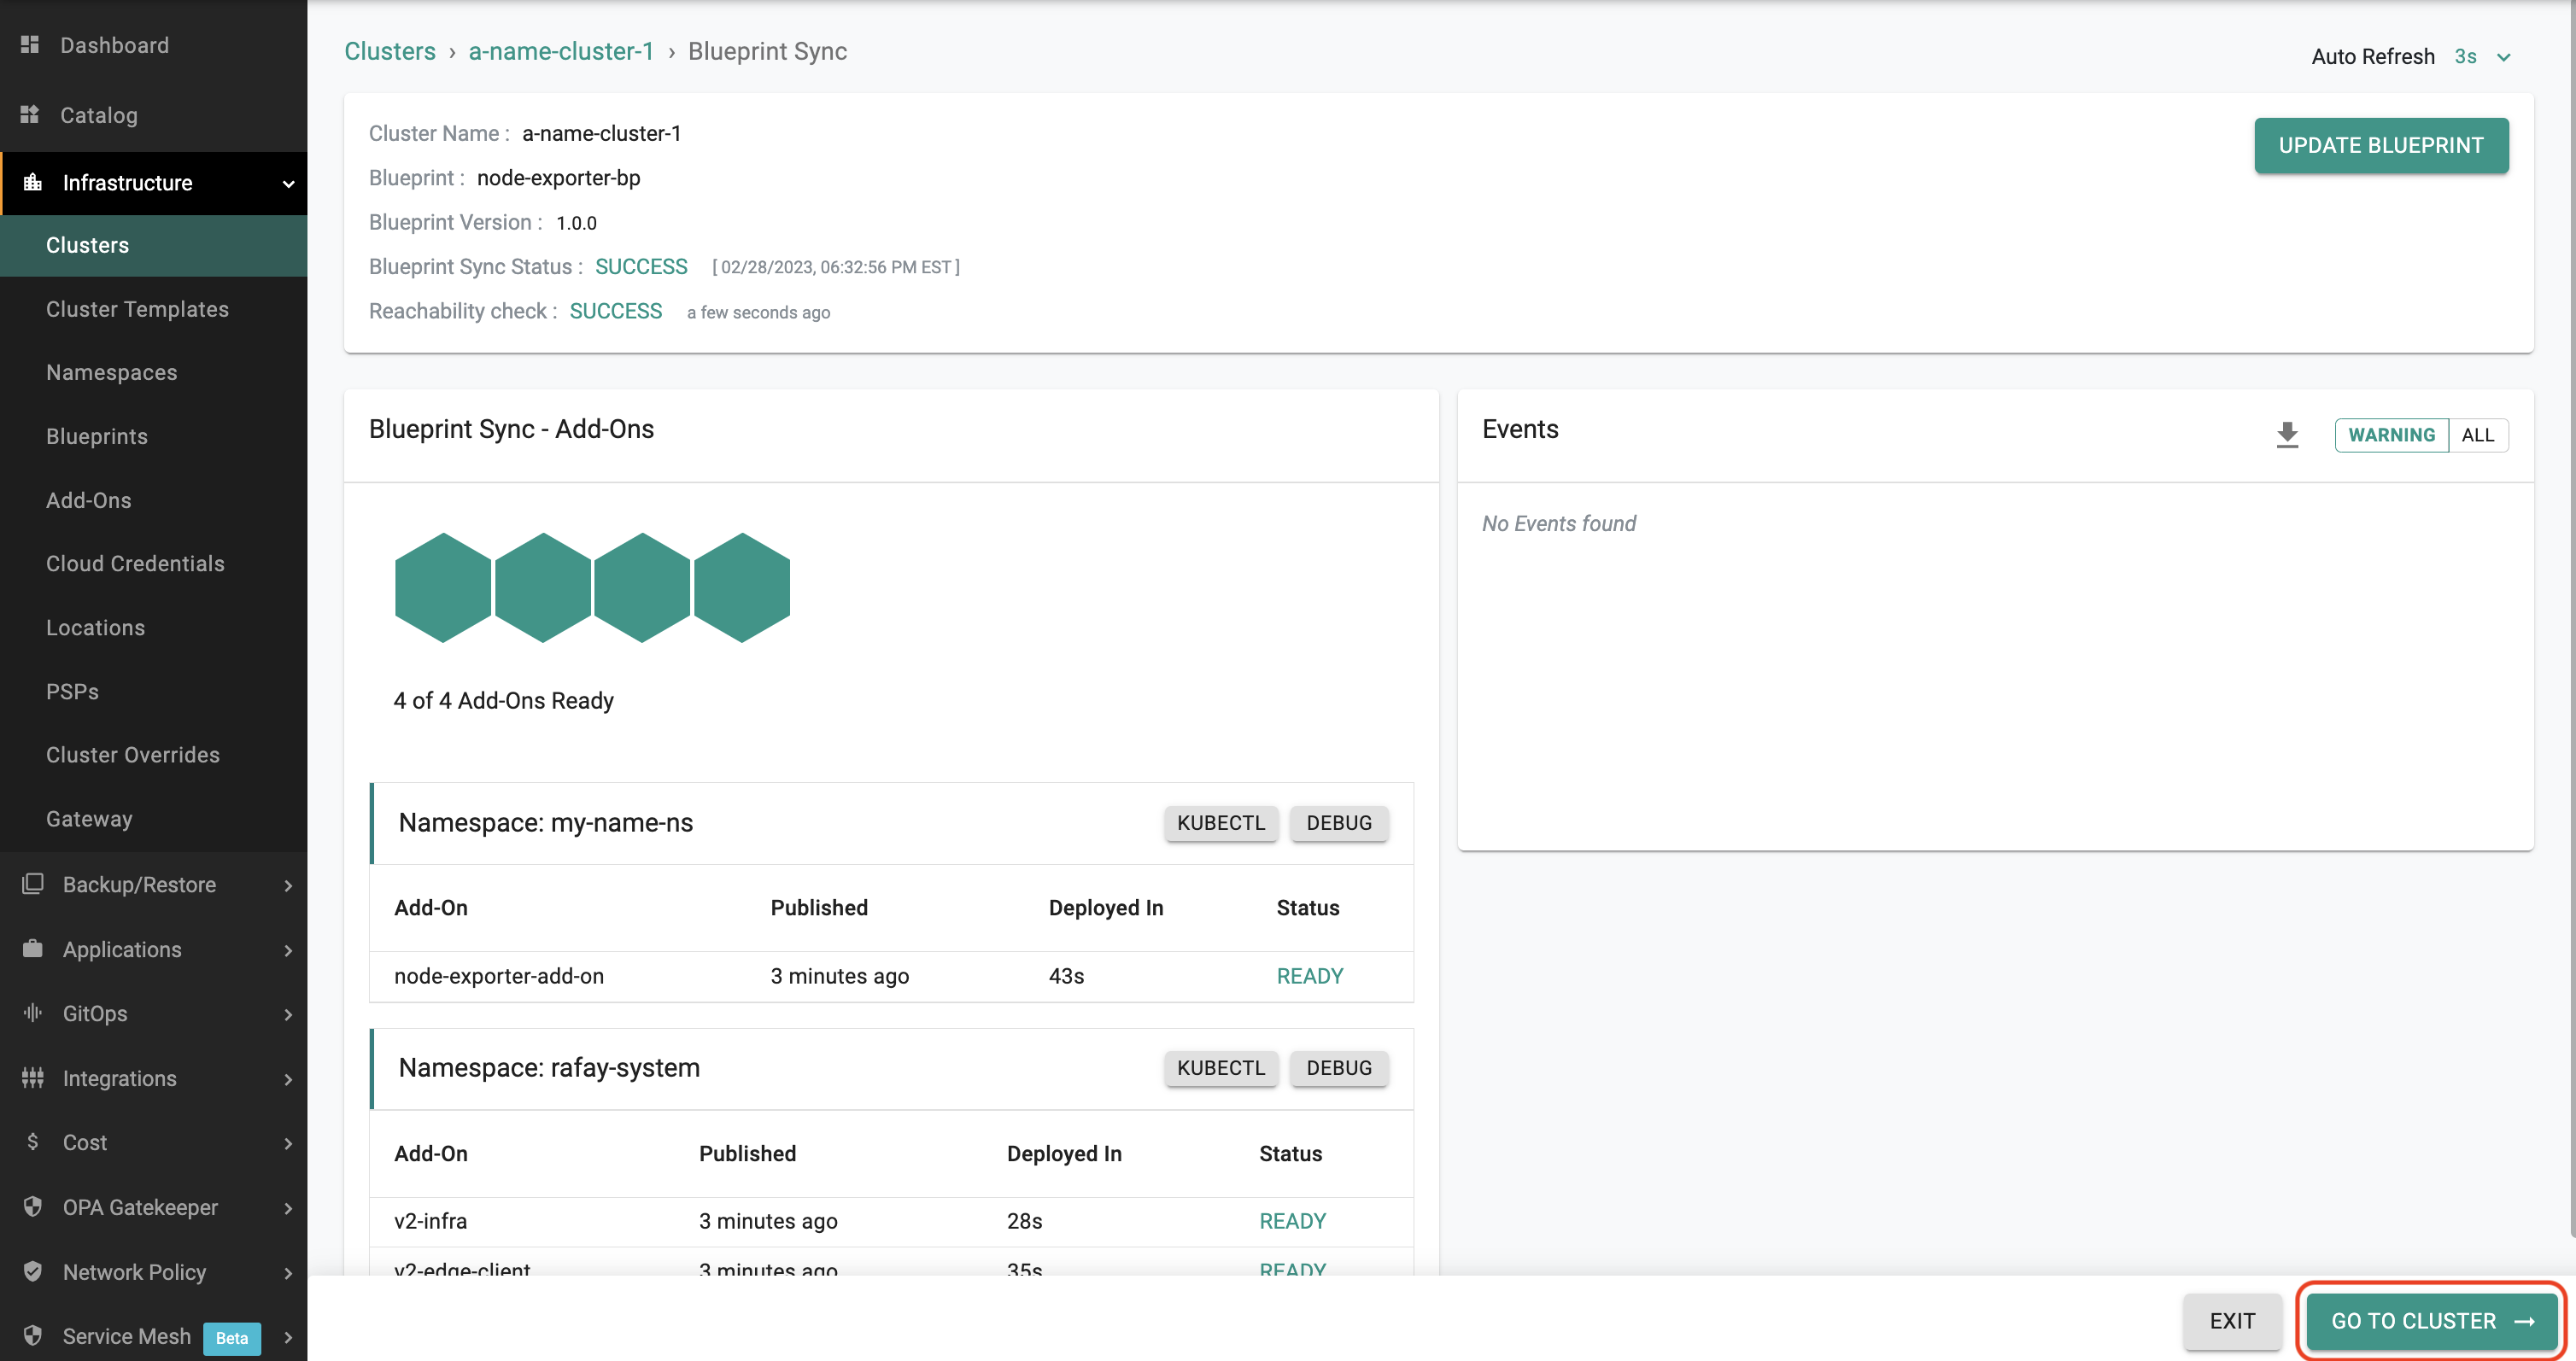 Dashboard
Catalog
Infrastructure
Clusters
Cluster Templates
Namespaces
Blueprints
Add-Ons
Cloud Credentials
Locations
PSPs
Cluster Overrides
Gateway
Backup/Restore
Applications
GitOps
Integrations
Cost
OPA Gatekeeper
Network Policy
Service Mesh Beta
Clusters › a-name-cluster-1 › Blueprint Sync
Auto Refresh 3s
Cluster Name : a-name-cluster-1
UPDATE BLUEPRINT
Blueprint : node-exporter-bp
Blueprint Version : 1.0.0
Blueprint Sync Status : SUCCESS [ 02/28/2023, 06:32:56 PM EST ]
Reachability check : SUCCESS a few seconds ago
Blueprint Sync - Add-Ons
4 of 4 Add-Ons Ready
Namespace: my-name-ns KUBECTL DEBUG
Add-On Published Deployed In Status
node-exporter-add-on 3 minutes ago 43s READY
Namespace: rafay-system KUBECTL DEBUG
Add-On Published Deployed In Status
v2-infra 3 minutes ago 28s READY
v2-edge-client 3 minutes ago 35s READY
Events WARNING ALL
No Events found
EXIT GO TO CLUSTER →